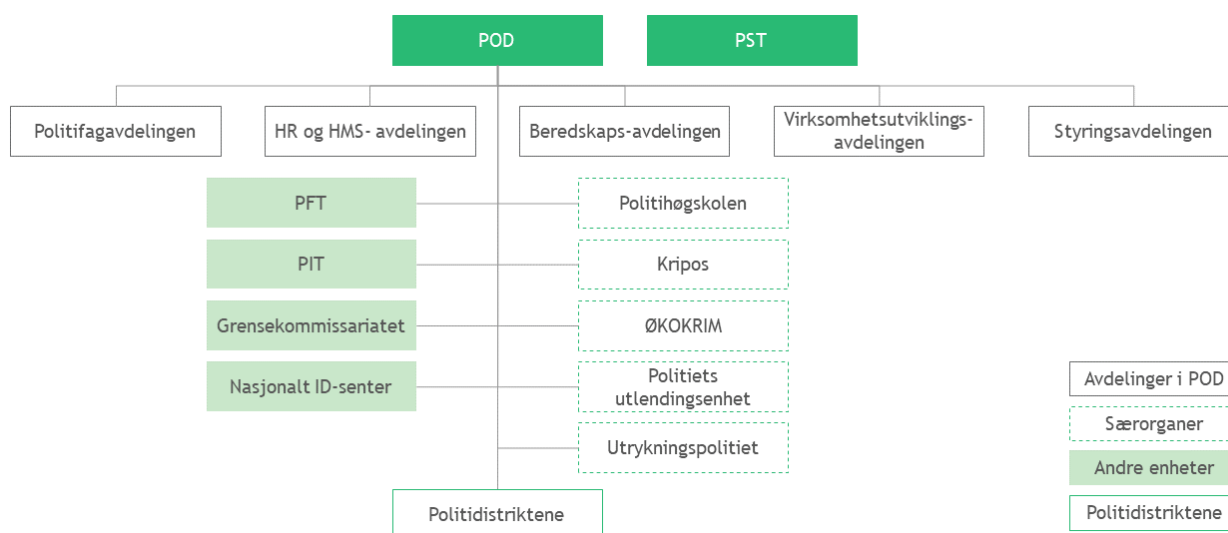 POD
PST
Politifagavdelingen
HR og HMS- avdelingen
Beredskaps-avdelingen
Virksomhetsutviklings-
avdelingen
Styringsavdelingen
PFT
Politihøgskolen
PIT
Kripos
Grensekommissariatet
ØKOKRIM
Nasjonalt ID-senter
Politiets
utlendingsenhet
Utrykningspolitiet
Politidistriktene
Avdelinger i POD
Særorganer
Andre enheter
Politidistriktene